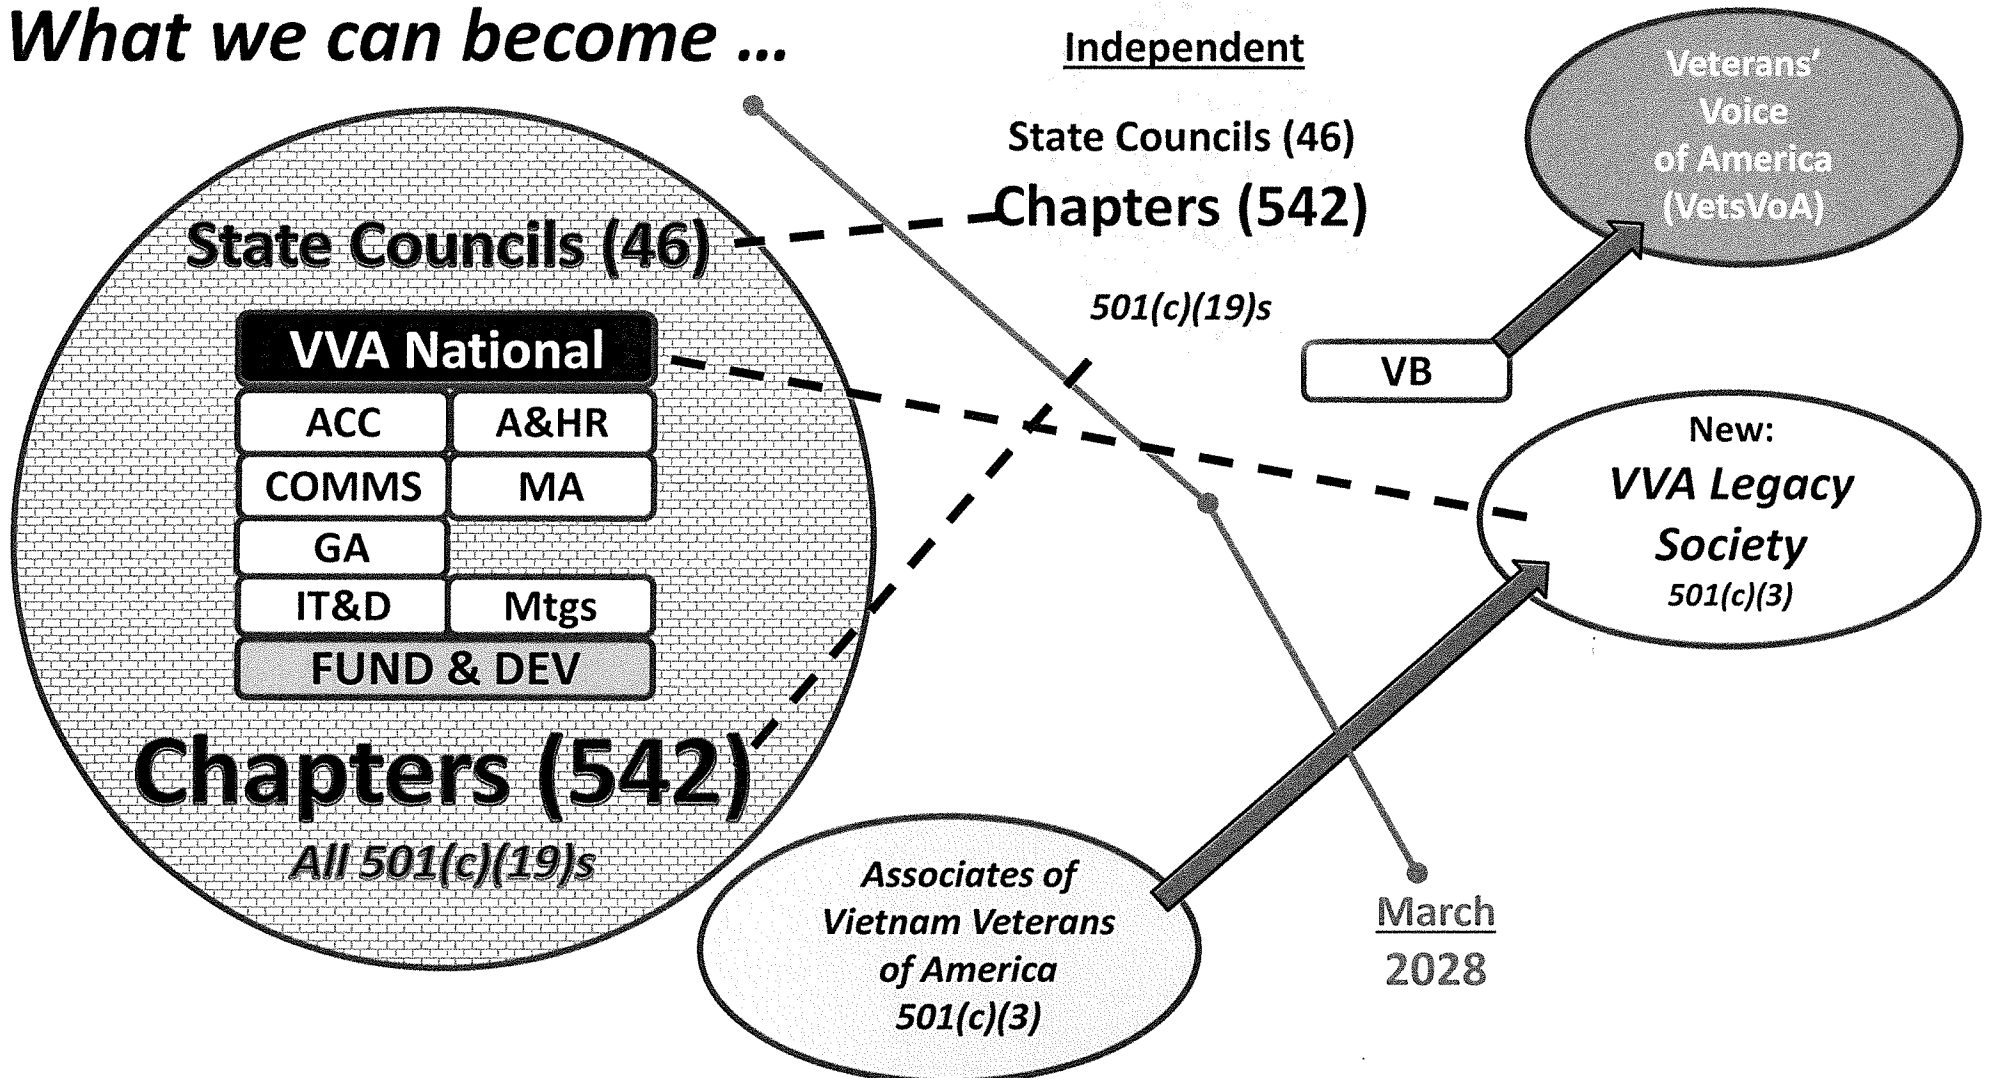 What we can become ...
State Councils (46)
VVA National
ACC
A&HR
COMMS
MA
GA
IT&D
Mtgs
FUND & DEV
Chapters (542)
All 501(c)(19)s
Independent
State Councils (46)
Chapters (542)
501(c)(19)s
Veterans'
Voice
of America
(VetsVoA)
VB
New:
VVA Legacy
Society
501(c)(3)
Associates of
Vietnam Veterans
of America
501(c)(3)
March
2028